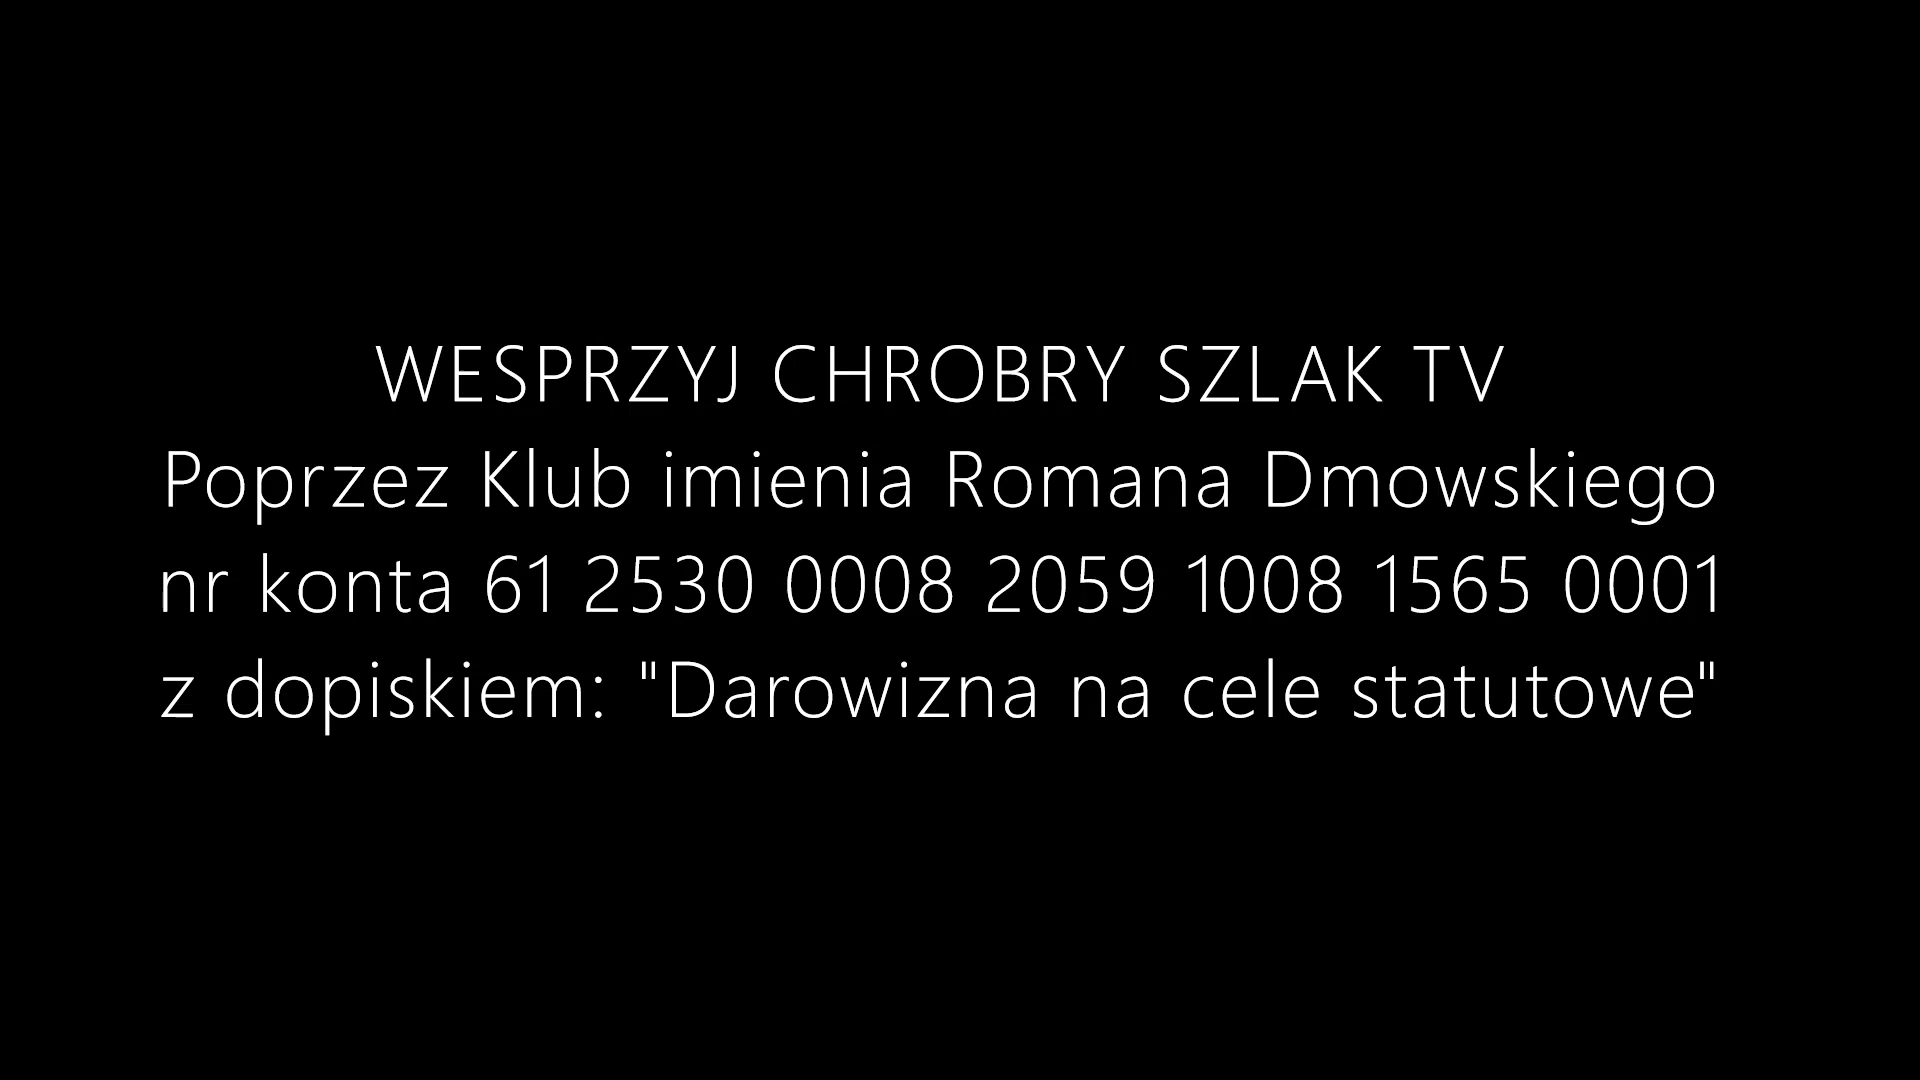 WESPRZYJ CHROBRY SZLAK TV
Poprzez Klub imienia Romana Dmowskiego
nr konta 61 2530 0008 2059 1008 1565 0001
z dopiskiem: "Darowizna na cele statutowe"